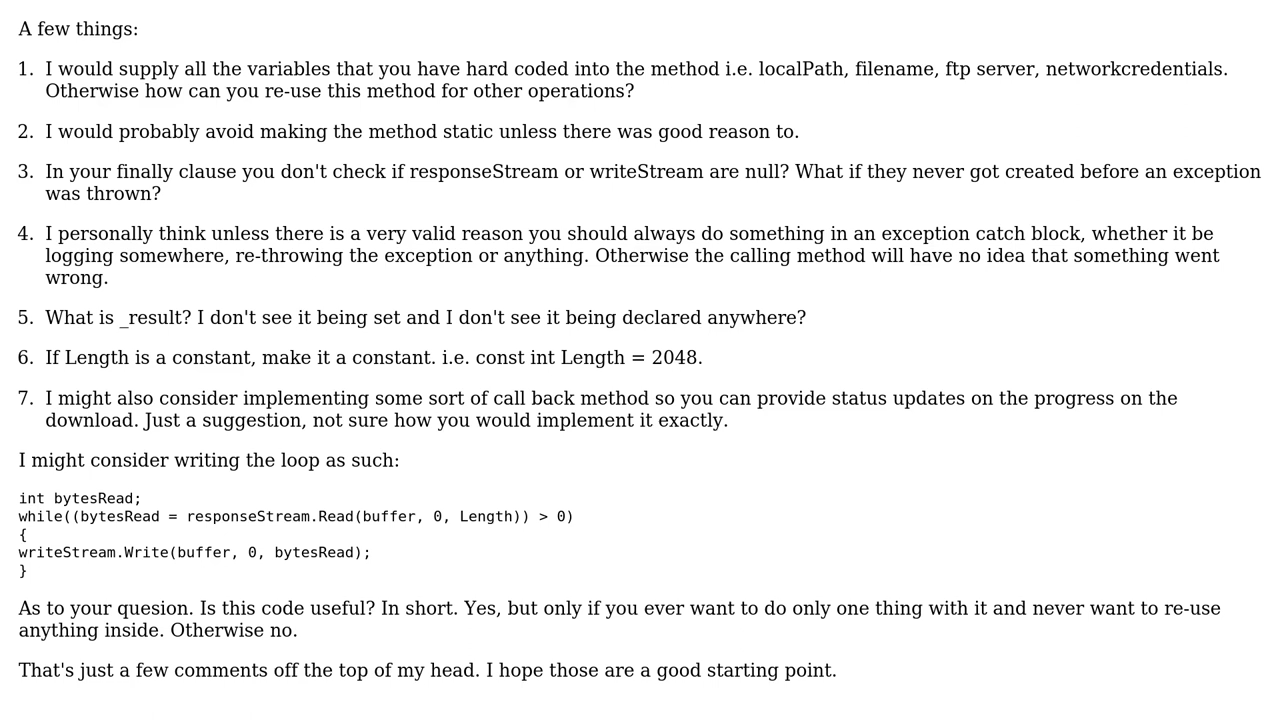 A few things:
1. I would supply all the variables that you have hard coded into the method i.e. localPath, filename, ftp server, networkcredentials.
Otherwise how can you re-use this method for other operations?
2. I would probably avoid making the method static unless there was good reason to.
3. In your finally clause you don't check if responseStream or writeStream are null? What if they never got created before an exception
was thrown?
4. I personally think unless there is a very valid reason you should always do something in an exception catch block, whether it be
logging somewhere, re-throwing the exception or anything. Otherwise the calling method will have no idea that something went
wrong.
5. What is _result? I don't see it being set and I don't see it being declared anywhere?
6. If Length is a constant, make it a constant. i.e. const int Length = 2048.
7. I might also consider implementing some sort of call back method so you can provide status updates on the progress on the
download. Just a suggestion, not sure how you would implement it exactly.
I might consider writing the loop as such:
int bytesRead;
while((bytesRead = responseStream.Read(buffer, 0, Length)) > 0)
{
writeStream.Write(buffer, 0, bytesRead);
}
As to your quesion. Is this code useful? In short. Yes, but only if you ever want to do only one thing with it and never want to re-use
anything inside. Otherwise no.
That's just a few comments off the top of my head. I hope those are a good starting point.